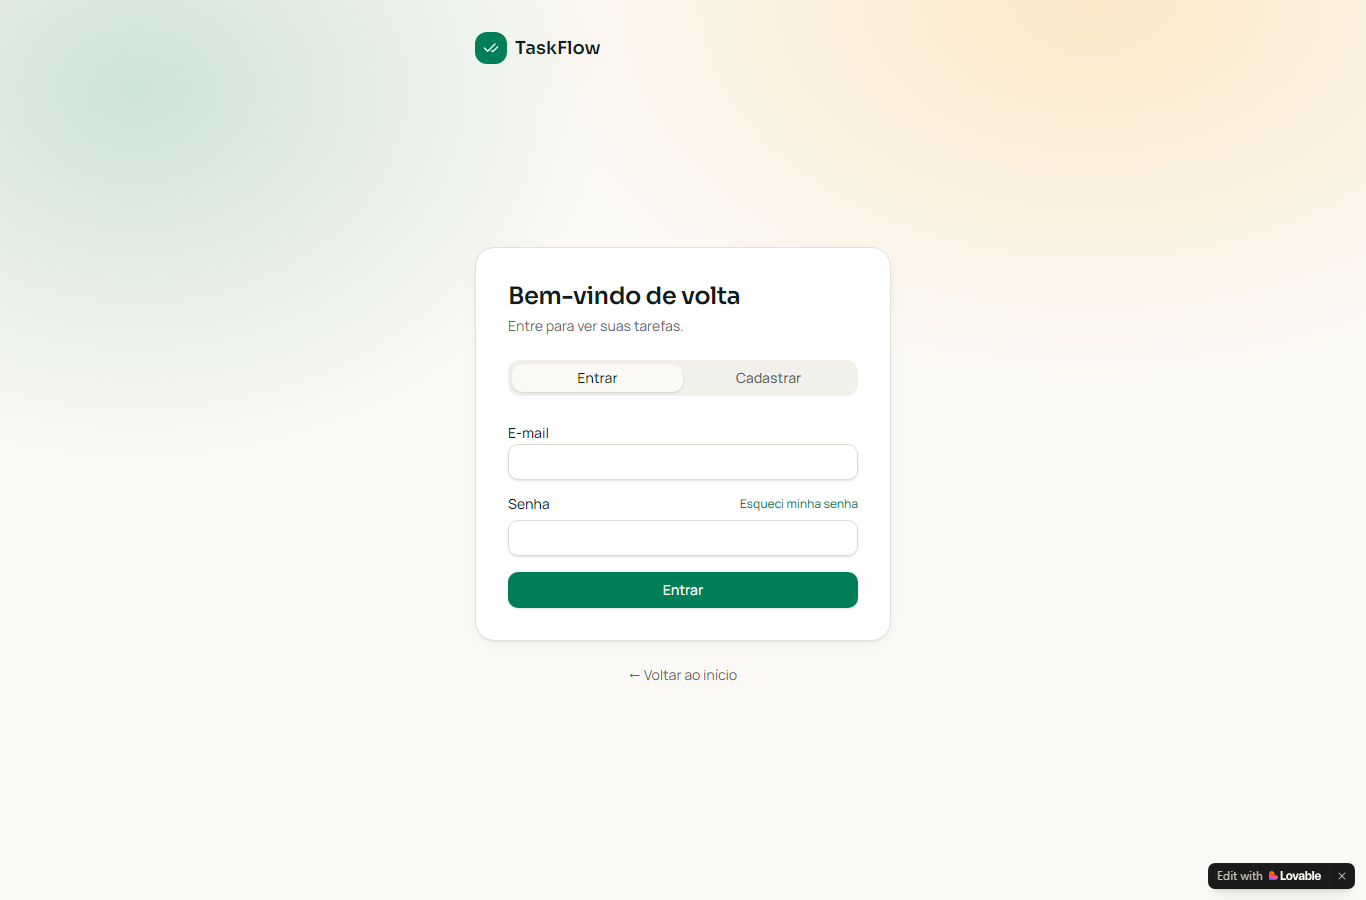 TaskFlow
Bem-vindo de volta
Entre para ver suas tarefas.
Entrar Cadastrar
E-mail
Senha Esqueci minha senha
Entrar
← Voltar ao início
Edit with Lovable ×